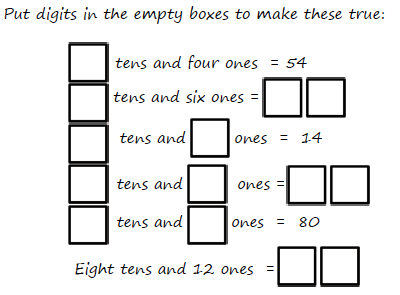 Put digits in the empty boxes to make these true:
tens and four ones = 54
tens and six ones =
tens and ones = 14
tens and ones =
tens and ones = 80
Eight tens and 12 ones =